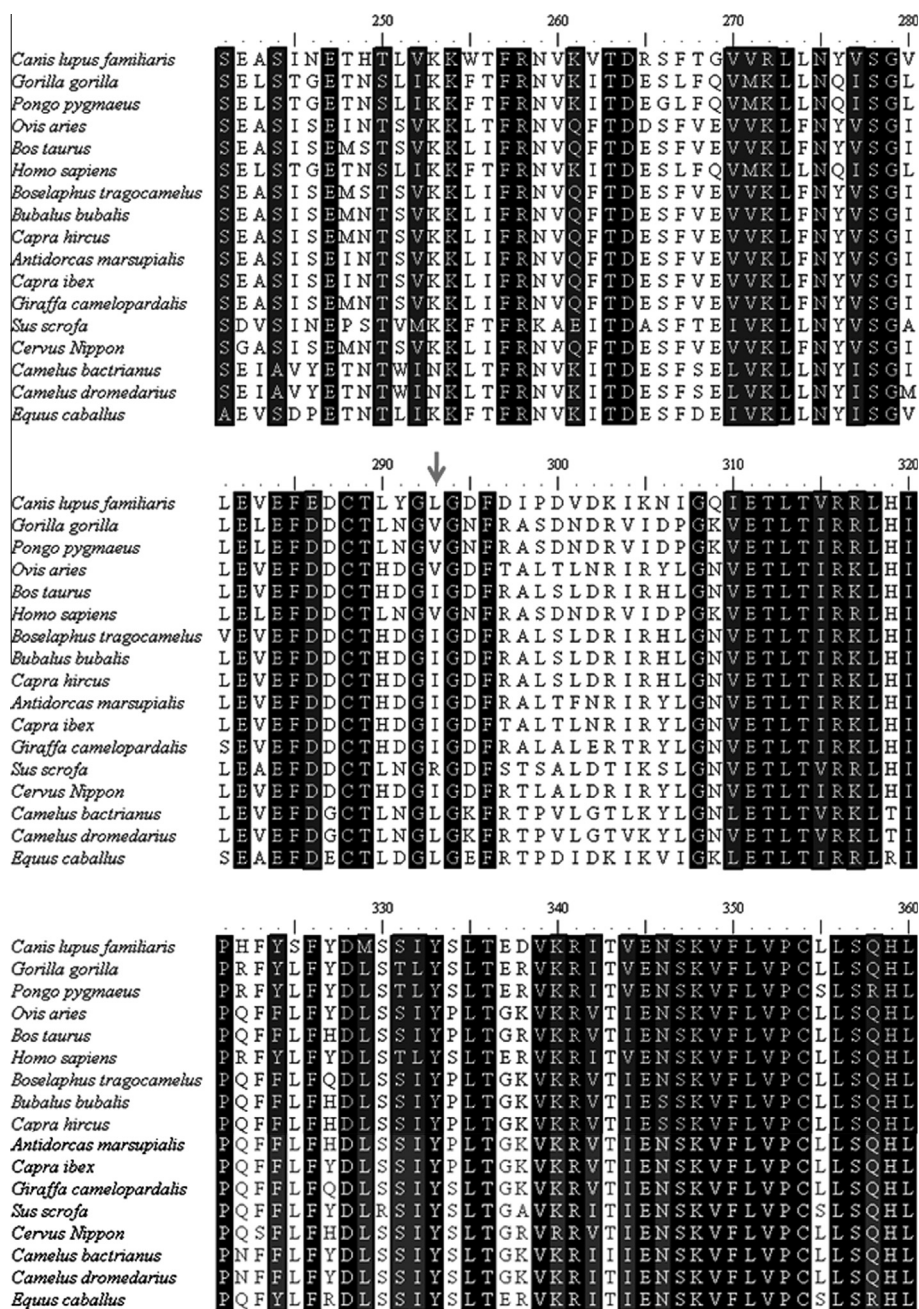 250 260 270 280
Canis lupus familiaris SEASINETHTLVKKWTFRNVKVTDRSFTGVVRLLNYVSGV
Gorilla gorilla SELSTGETNSLIKKFTFRNVKITDESLFQVMKLLNQISGL
Pongo pygmaeus SELSTGETNSLIKKFTFRNVKITDEGLFQVMKLLNQISGL
Ovis aries SEASISEINTSVKKLTFRNVQFTDDSFVEVVKLFNYVSGI
Bos taurus SEASISEMSTSVKKLTFRNVQFTDESFVEVVKLFNYVSGI
Homo sapiens SELSTGETNSLIKKFTFRNVKITDESLFQVMKLLNQISGL
Boselaphus tragocamelus SEASISEMSTSVKKLIFRNVQFTDESFVEVVKLFNYVSGI
Bubalus bubalis SEASISEMNTSVKKLIFRNVQFTDESFVEVVKLFNYVSGI
Capra hircus SEASISEMNTSVKKLIFRNVQFTDESFVEVVKLFNYVSGI
Antidorcas marsupialis SEASISEINTSVKKLIFRNVQFTDESFVEVVKLFNYVSGI
Capra ibex SEASISEINTSVKKLIFRNVQFTDESFVEVVKLFNYVSGI
Giraffa camelopardalis SEASISEMNTSVKKLIFRNVQFTDESFVEVVKLFNYVSGI
Sus scrofa SDVSINEPSTVMKKFTFRKAEITDASFTEIVKLLNYVSGA
Cervus Nippon SGASISEMNTSVKKLIFRNVQFTDESFVEVVKLFNYVSGI
Camelus bactrianus SEIAVYETNTWINKLTFRNVKITDESFSELVKLLNYVSGI
Camelus dromedarius SEIAVYETNTWINKLTFRNVKITDESFSELVKLLNYISGM
Equus caballus AEVSDPETNTLIKKFTFRNVKITDESFDEIVKLLNYISGV
290 300 310 320
Canis lupus familiaris LEVEFEDCTLYGLGDFDIPDVDKIKNIGQIETLTVRRLHI
Gorilla gorilla LELEFDDCTLNGVGNFRASDNDRVIDPGKVETLTIRRLHI
Pongo pygmaeus LELEFDDCTLNGVGNFRASDNDRVIDPGKVETLTIRRLHI
Ovis aries LEVEFDDCTHDGVGDFTALTLNRIRYLGNVETLTIRKLHI
Bos taurus LEVEFDDCTHDGIGDFRALSLDRIRHLGNVETLTIRKLHI
Homo sapiens LELEFDDCTLNGVGNFRASDNDRVIDPGKVETLTIRRLHI
Boselaphus tragocamelus VEVEFDDCTHDGIGDFRALSLDRIRHLGNVETLTIRKLHI
Bubalus bubalis LEVEFDDCTHDGIGDFRALSLDRIRHLGNVETLTIRKLHI
Capra hircus LEVEFDDCTHDGIGDFRALSLDRIRHLGNVETLTIRKLHI
Antidorcas marsupialis LEVEFDDCTHDGIGDFRALTFNRIRYLGNVETLTIRKLHI
Capra ibex LEVEFDDCTHDGIGDFTALTLNRIRYLGNVETLTIRKLHI
Giraffa camelopardalis SEVEFDDCTHDGIGDFRALALERTRYLGNVETLTIRKLHI
Sus scrofa LEAEFDDCTLNGRGDFSTSALDTIKSLGNVETLTVRRLHI
Cervus Nippon LEVEFDDCTHDGIGDFRTLALDRIRYLGNVETLTIRKLHI
Camelus bactrianus LEVEFDGCTLNGLGKFRTPVLGTLKYLGNLETLTVRKLTI
Camelus dromedarius LEVEFDGCTLNGLGKFRTPVLGTVKYLGNVETLTVRKLTI
Equus caballus SEAEFDECTLDGLGEFRTPDIDKIKVIGKLETLTIRRLRI
330 340 350 360
Canis lupus familiaris PHFYSFYDMSSIYSLTEDVKRITVENSKVFLVPCLLSQHL
Gorilla gorilla PRFYLFYDLSTLYSLTERVKRITVENSKVFLVPCLLSQHL
Pongo pygmaeus PRFYLFYDLSTLYSLTERVKRITVENSKVFLVPCSLSRHL
Ovis aries PQFFLFYDLSSIYPLTGKVKRVTIENSKVFLVPCLLSQHL
Bos taurus PQFFLFHDLSSIYPLTGRVKRVTIENSKVFLVPCLLSQHL
Homo sapiens PRFYLFYDLSTLYSLTERVKRITVENSKVFLVPCLLSQHL
Boselaphus tragocamelus PQFFLFQDLSSIYPLTGKVKRVTIENSKVFLVPCLLSQHL
Bubalus bubalis PQFFLFHDLSSIYPLTGKVKRVTIENSKVFLVPCLLSQHL
Capra hircus PQFFLFHDLSSIYPLTGKVKRVTIESSKVFLVPCLLSQHL
Antidorcas marsupialis PQFFLFHDLSSIYPLTGKVKRVTIENSKVFLVPCLLSQHL
Capra ibex PQFFLFYDLSSIYPLTGKVKRVTIENSKVFLVPCLLSQHL
Giraffa camelopardalis PQFFLFQDLSSIYSLTGKVKRVTIENSKVFLVPCLLSQHL
Sus scrofa PQFFLFYDLRSIYSLTGAVKRITIENSKVFLVPCLLSQHL
Cervus Nippon PQSFLFHDLSSIYSLTGRVRRVTIENSKVFLVPCLLSQHL
Camelus bactrianus PNFFLFYDLSSIYSLTGKVKRIIIENSKVFLVPCLLSQHL
Camelus dromedarius PNFFLFYDLSSIYSLTGKVKRITIENSKVFLVPCLLSQHL
Equus caballus PQFYLFRDLSSIYSLTGKVKRITIENSKVFLVPCLLSRHL